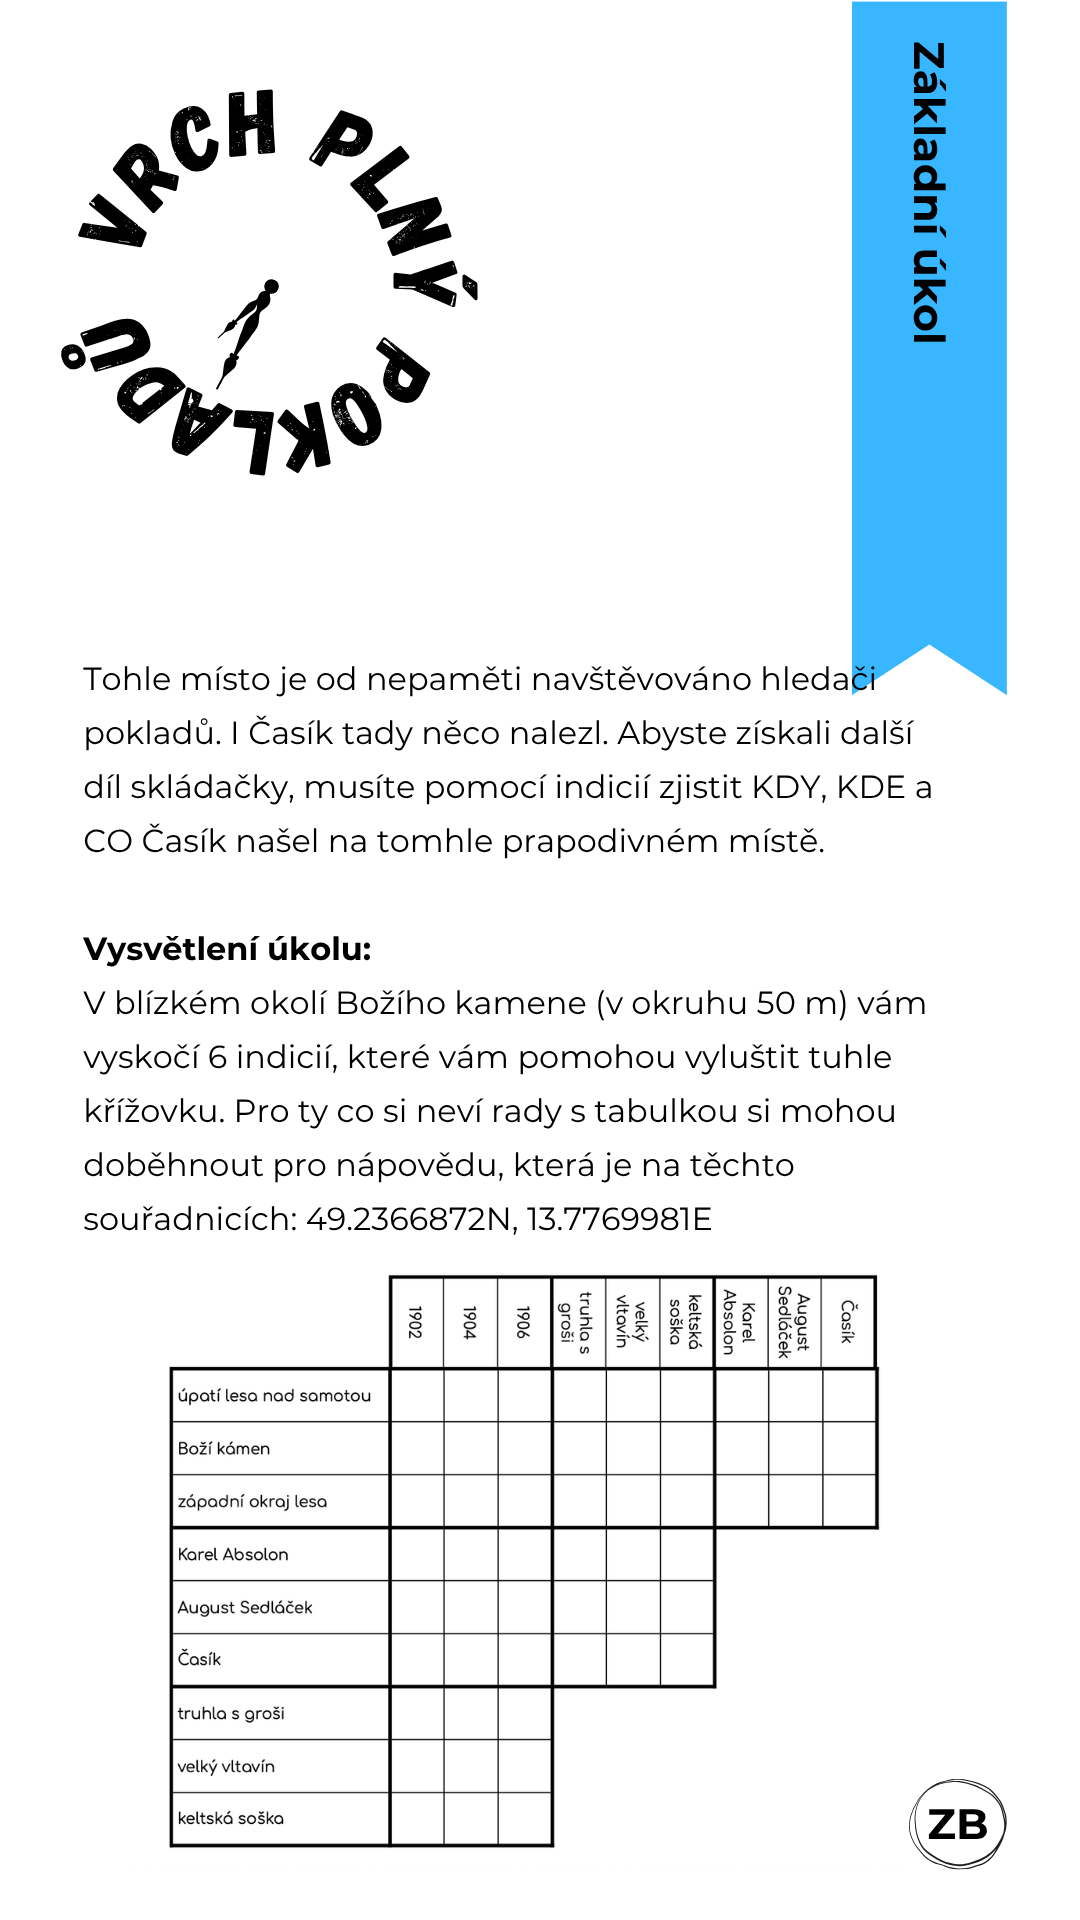 VRCH PLNÝ POKLADŮ
Základní úkol
Tohle místo je od nepaměti navštěvováno hledači
pokladů. I Časík tady něco nalezl. Abyste získali další
díl skládačky, musíte pomocí indicií zjistit KDY, KDE a
CO Časík našel na tomhle prapodivném místě.
Vysvětlení úkolu:
V blízkém okolí Božího kamene (v okruhu 50 m) vám
vyskočí 6 indicií, které vám pomohou vyluštit tuhle
křížovku. Pro ty co si neví rady s tabulkou si mohou
doběhnout pro nápovědu, která je na těchto
souřadnicích: 49.2366872N, 13.7769981E
1902
1904
1906
truhla s
groši
velký
vltavín
keltská
soška
Karel
Absolon
August
Sedláček
Časík
úpatí lesa nad samotou
Boží kámen
západní okraj lesa
Karel Absolon
August Sedláček
Časík
truhla s groši
velký vltavín
keltská soška
ZB